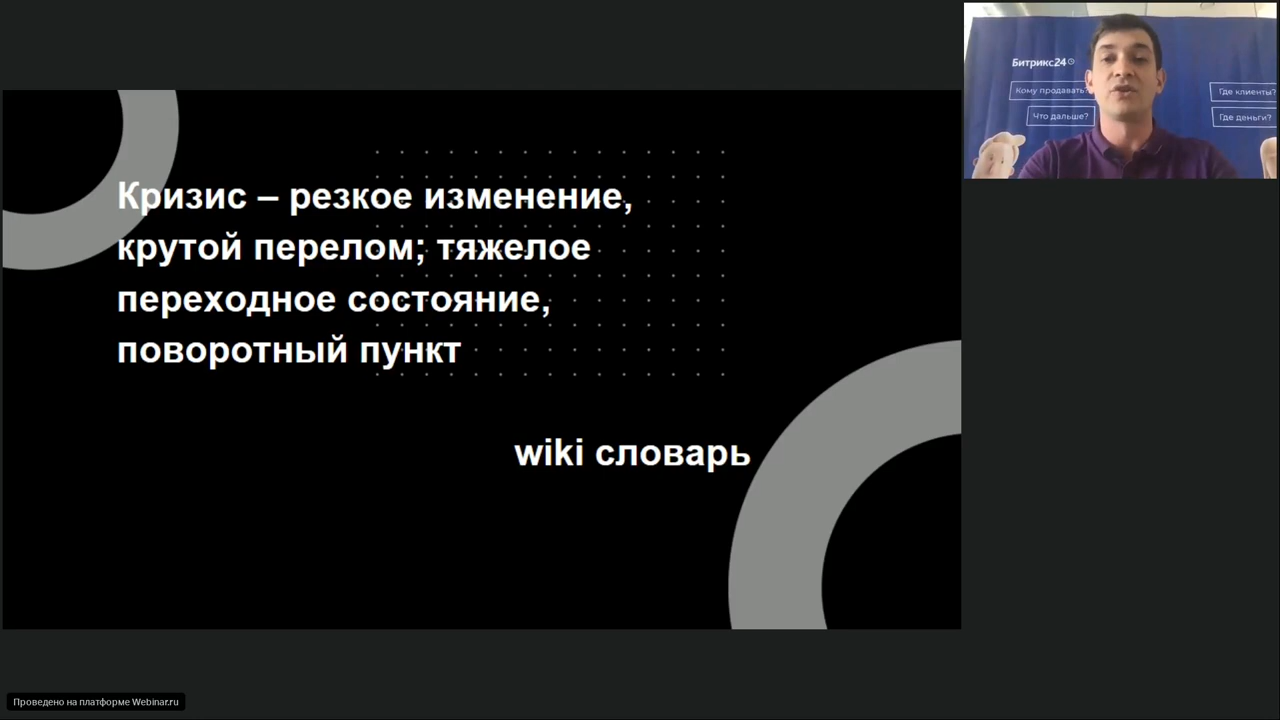 Битрикс24
Кому продавать?
Где клиенты?
Что дальше?
Где деньги?
Кризис – резкое изменение,
крутой перелом; тяжелое
переходное состояние,
поворотный пункт
wiki словарь
Проведено на платформе Webinar.ru